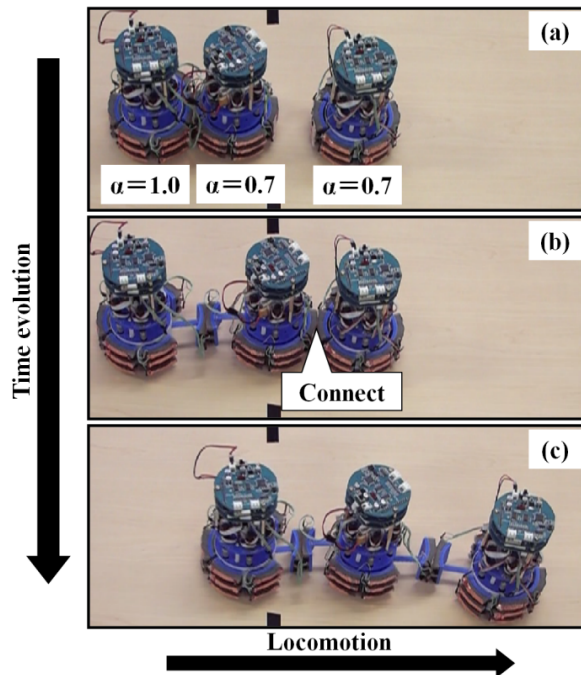 (a)
α=1.0
α=0.7
α=0.7
(b)
Connect
(c)
Time evolution
Locomotion